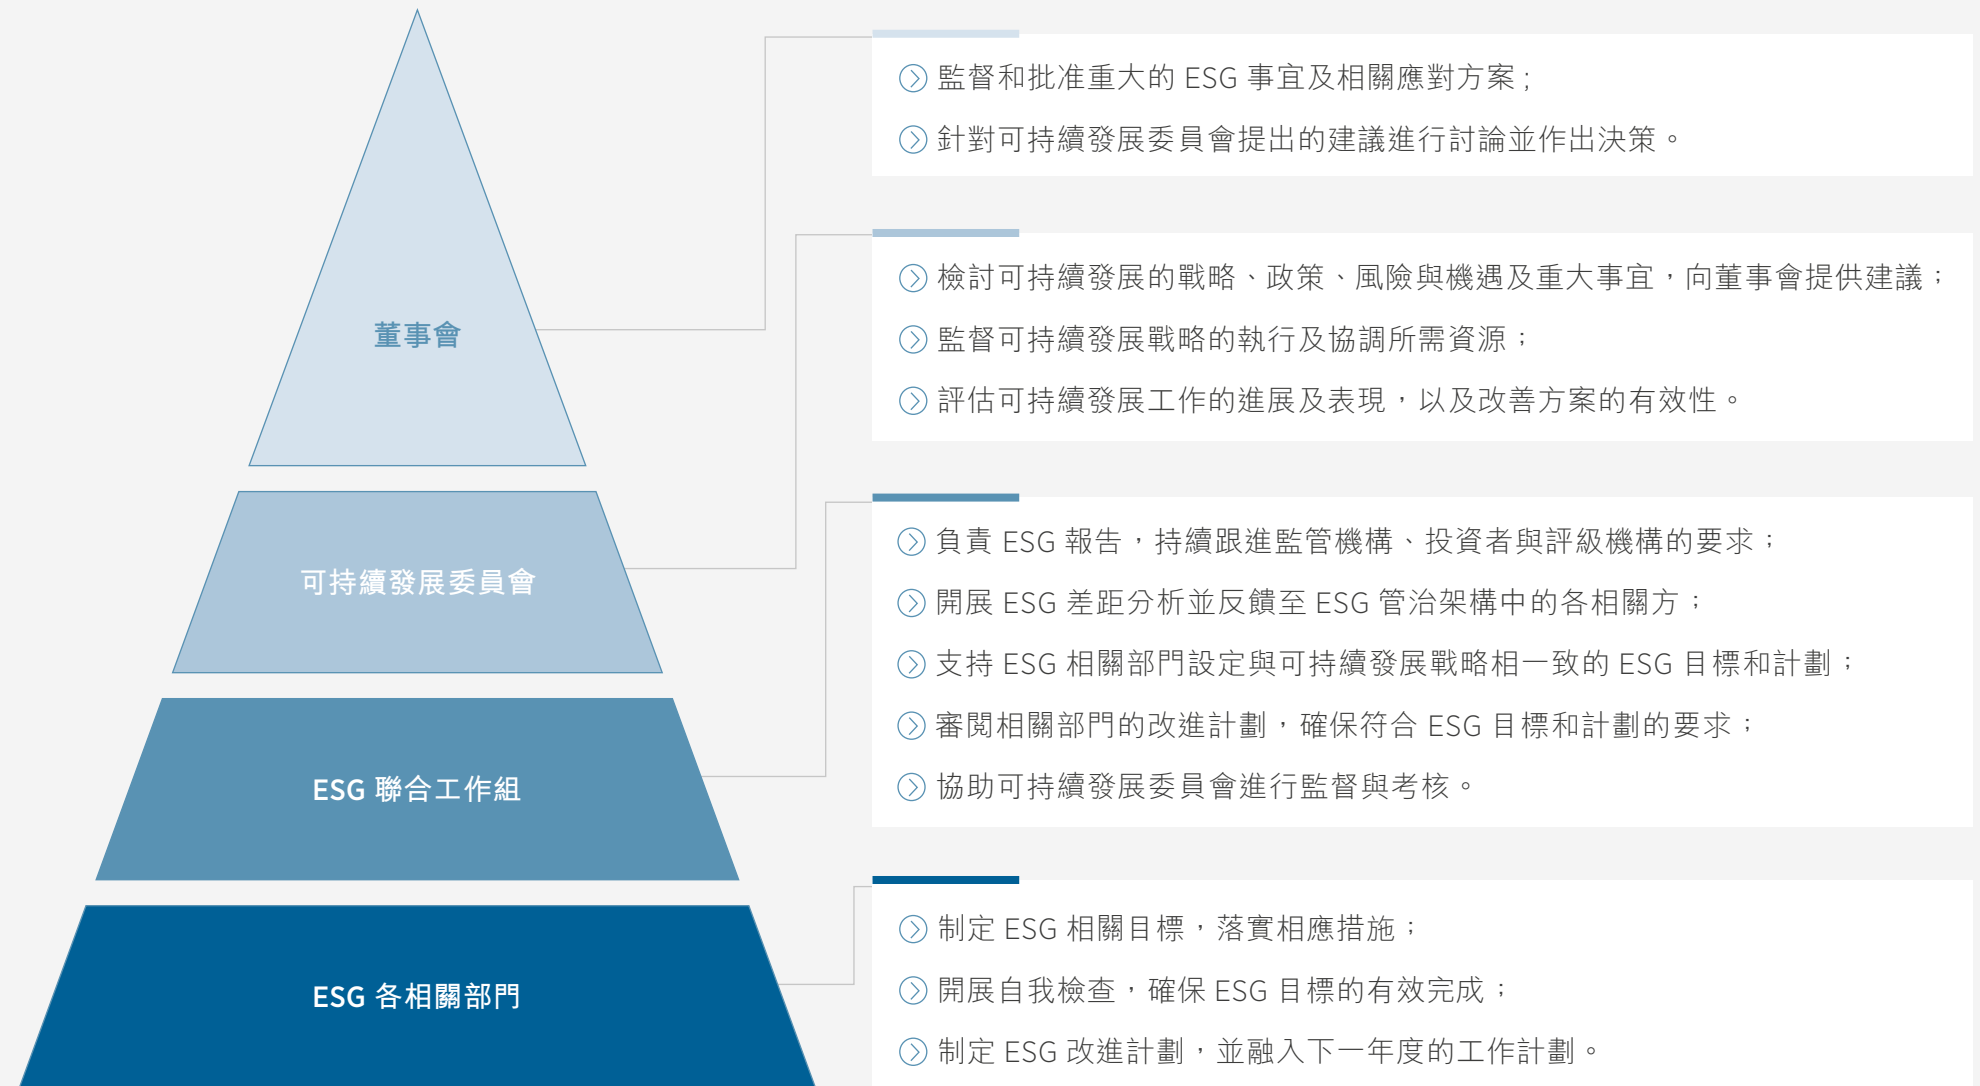 董事會
監督和批准重大的 ESG 事宜及相關應對方案;
針對可持續發展委員會提出的建議進行討論並作出決策。
可持續發展委員會
檢討可持續發展的戰略、政策、風險與機遇及重大事宜，向董事會提供建議；
監督可持續發展戰略的執行及協調所需資源；
評估可持續發展工作的進展及表現，以及改善方案的有效性。
ESG 聯合工作組
負責 ESG 報告，持續跟進監管機構、投資者與評級機構的要求；
開展 ESG 差距分析並反饋至 ESG 管治架構中的各相關方；
支持 ESG 相關部門設定與可持續發展戰略相一致的 ESG 目標和計劃；
審閱相關部門的改進計劃，確保符合 ESG 目標和計劃的要求；
協助可持續發展委員會進行監督與考核。
ESG 各相關部門
制定 ESG 相關目標，落實相應措施；
開展自我檢查，確保 ESG 目標的有效完成；
制定 ESG 改進計劃，並融入下一年度的工作計劃。